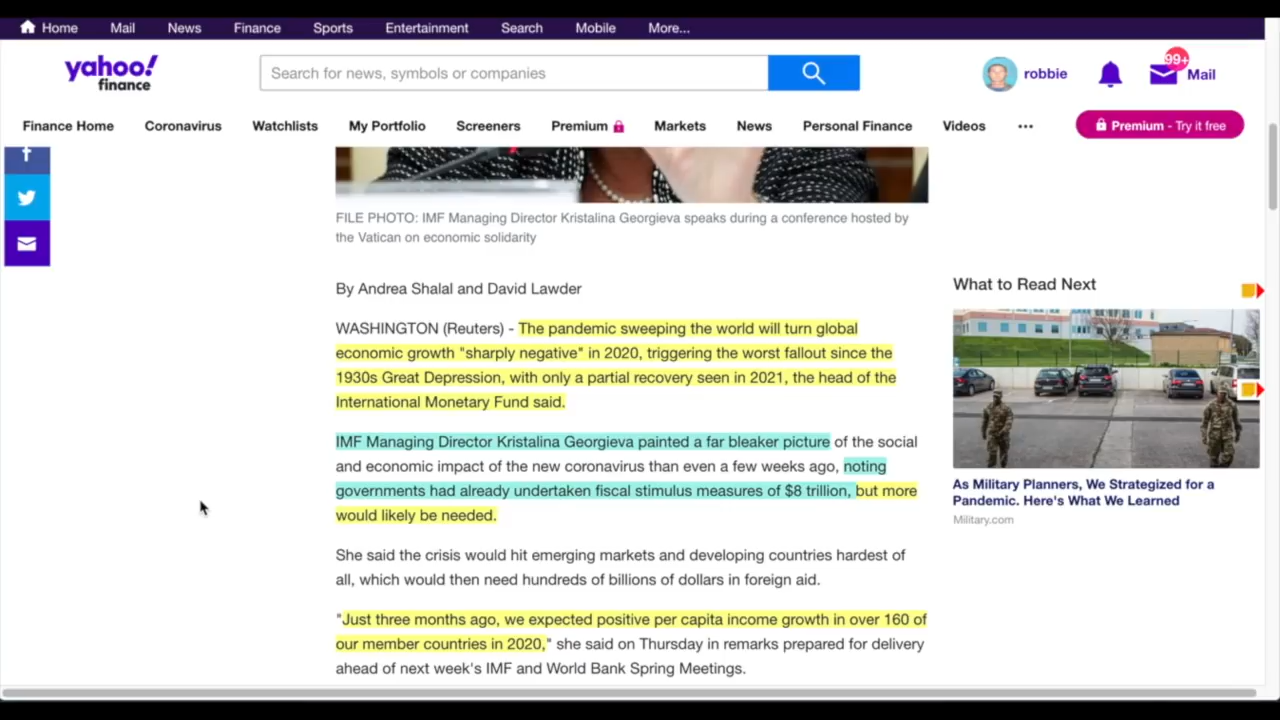 Home Mail News Finance Sports Entertainment Search Mobile More...
yahoo!
finance
Search for news, symbols or companies
robbie
99+
Mail
Finance Home Coronavirus Watchlists My Portfolio Screeners Premium Markets News Personal Finance Videos ••• Premium - Try it free
FILE PHOTO: IMF Managing Director Kristalina Georgieva speaks during a conference hosted by
the Vatican on economic solidarity
By Andrea Shalal and David Lawder
WASHINGTON (Reuters) - The pandemic sweeping the world will turn global
economic growth "sharply negative" in 2020, triggering the worst fallout since the
1930s Great Depression, with only a partial recovery seen in 2021, the head of the
International Monetary Fund said.
IMF Managing Director Kristalina Georgieva painted a far bleaker picture of the social
and economic impact of the new coronavirus than even a few weeks ago, noting
governments had already undertaken fiscal stimulus measures of $8 trillion, but more
would likely be needed.
She said the crisis would hit emerging markets and developing countries hardest of
all, which would then need hundreds of billions of dollars in foreign aid.
"Just three months ago, we expected positive per capita income growth in over 160 of
our member countries in 2020," she said on Thursday in remarks prepared for delivery
ahead of next week's IMF and World Bank Spring Meetings.
What to Read Next
As Military Planners, We Strategized for a
Pandemic. Here's What We Learned
Military.com